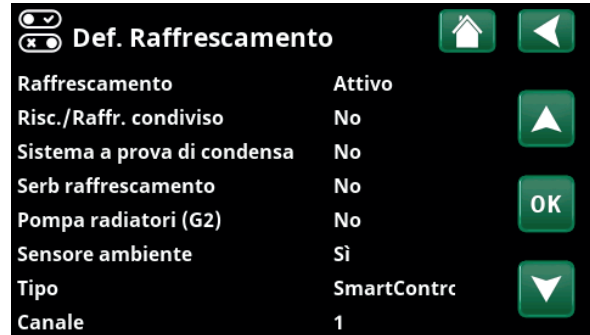 Def. Raffrescamento
Raffrescamento Attivo
Risc./Raffr. condiviso No
Sistema a prova di condensa No
Serb raffrescamento No
Pompa radiatori (G2) No
OK
Sensore ambiente Sì
Tipo SmartContrc
Canale 1